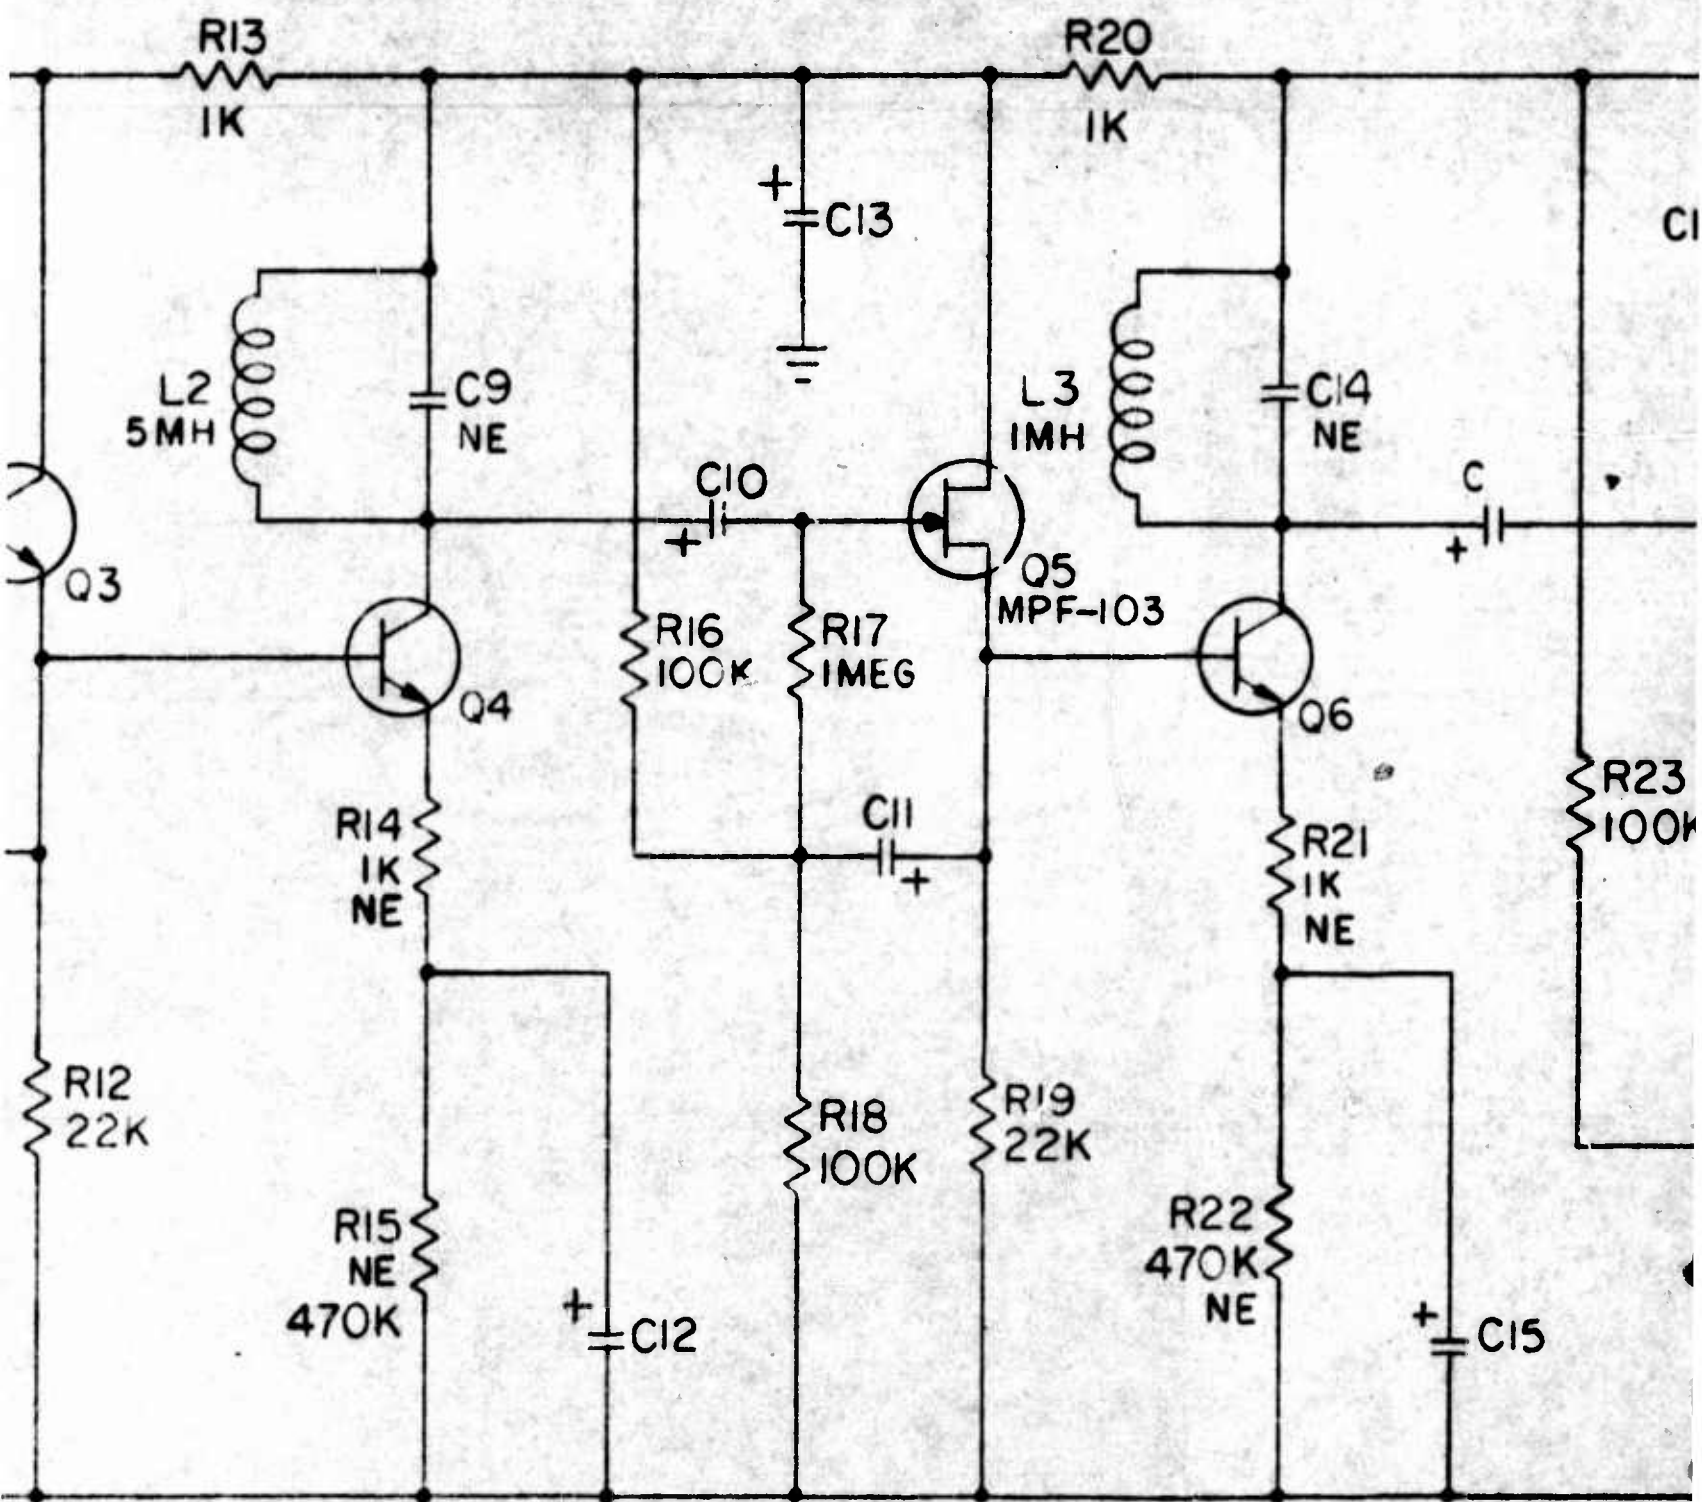 R13
1K
R20
1K
+
C13
C1
L2
5MH
C9
NE
L3
1MH
C14
NE
C10
+
C
+
Q3
Q5
MPF-103
R16
100K
R17
1MEG
Q4
Q6
R14
1K
NE
C11
+
R21
1K
NE
R23
100K
R12
22K
R18
100K
R19
22K
R15
NE
470K
+
C12
R22
470K
NE
+
C15